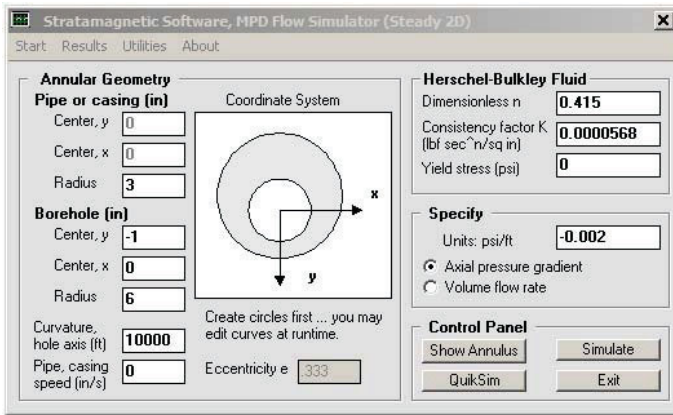 Stratamagnetic Software, MPD Flow Simulator (Steady 2D)
Start Results Utilities About
Annular Geometry
Pipe or casing (in)
Center, y 0
Center, x 0
Radius 3
Borehole (in)
Center, y -1
Center, x 0
Radius 6
Curvature,
hole axis (ft) 10000
Pipe, casing
speed (in/s) 0
Coordinate System
x
y
Create circles first ... you may
edit curves at runtime.
Eccentricity e .333
Herschel-Bulkley Fluid
Dimensionless n 0.415
Consistency factor K
(lbf sec^n/sq in) 0.0000568
Yield stress (psi) 0
Specify
Units: psi/ft -0.002
Axial pressure gradient
Volume flow rate
Control Panel
Show Annulus Simulate
QuikSim Exit